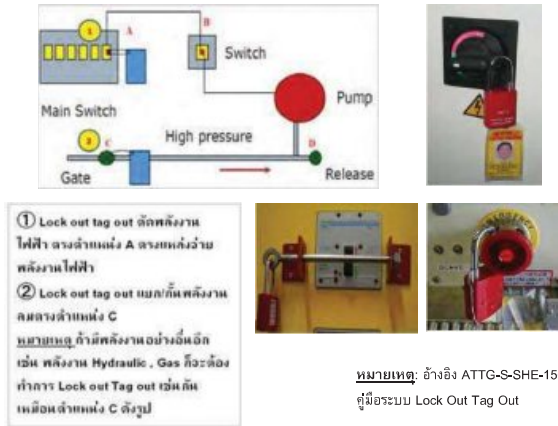 1
A
B
Switch
Main Switch
Pump
2
C
High pressure
D
Gate
Release
① Lock out tag out ตัดพลังงาน
ไฟฟ้า ตรงตำแหน่ง A ตรงแหล่งจ่าย
พลังงานไฟฟ้า
② Lock out tag out แยก/กั้นพลังงาน
ลมตรงตำแหน่ง C
หมายเหตุ ถ้ามีพลังงานอย่างอื่นอีก
เช่น พลังงาน Hydraulic , Gas ก็จะต้อง
ทำการ Lock out Tag out เช่นกัน
เหมือนตำแหน่ง C ดังรูป
หมายเหตุ: อ้างอิง ATTG-S-SHE-15
คู่มือระบบ Lock Out Tag Out